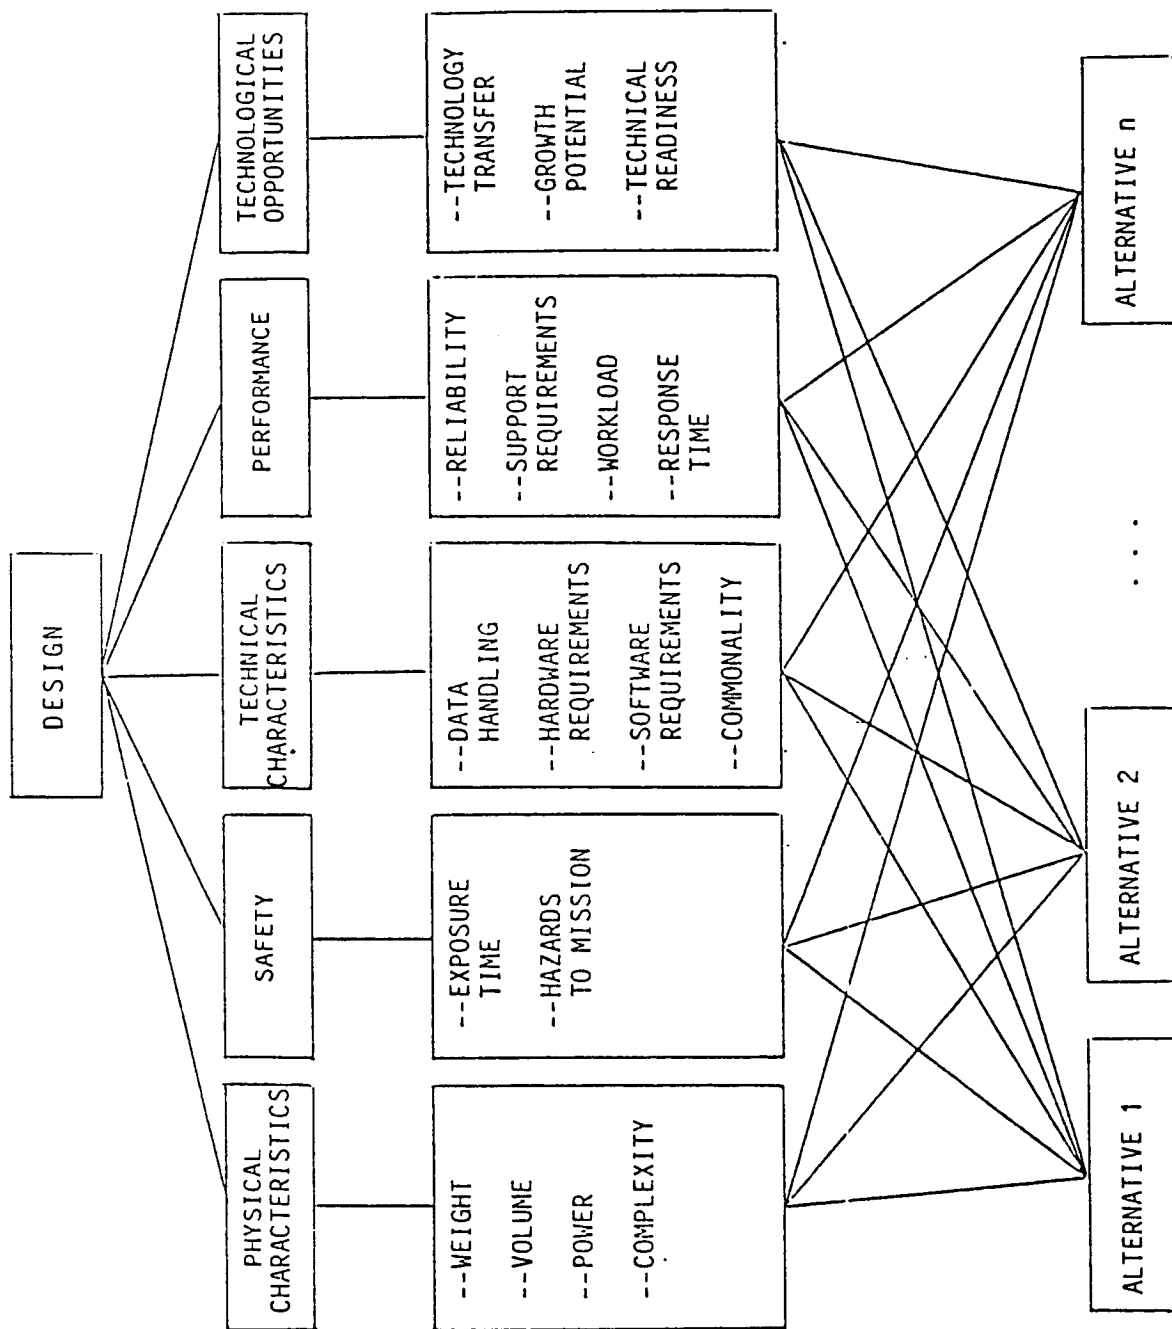 DESIGN
PHYSICAL
CHARACTERISTICS
SAFETY
TECHNICAL
CHARACTERISTICS
PERFORMANCE
TECHNOLOGICAL
OPPORTUNITIES
--WEIGHT
--VOLUME
--POWER
--COMPLEXITY
--EXPOSURE
TIME
--HAZARDS
TO MISSION
--DATA
HANDLING
--HARDWARE
REQUIREMENTS
--SOFTWARE
REQUIREMENTS
--COMMONALITY
--RELIABILITY
--SUPPORT
REQUIREMENTS
--WORKLOAD
--RESPONSE
TIME
--TECHNOLOGY
TRANSFER
--GROWTH
POTENTIAL
--TECHNICAL
READINESS
ALTERNATIVE 1
ALTERNATIVE 2
. . .
ALTERNATIVE n